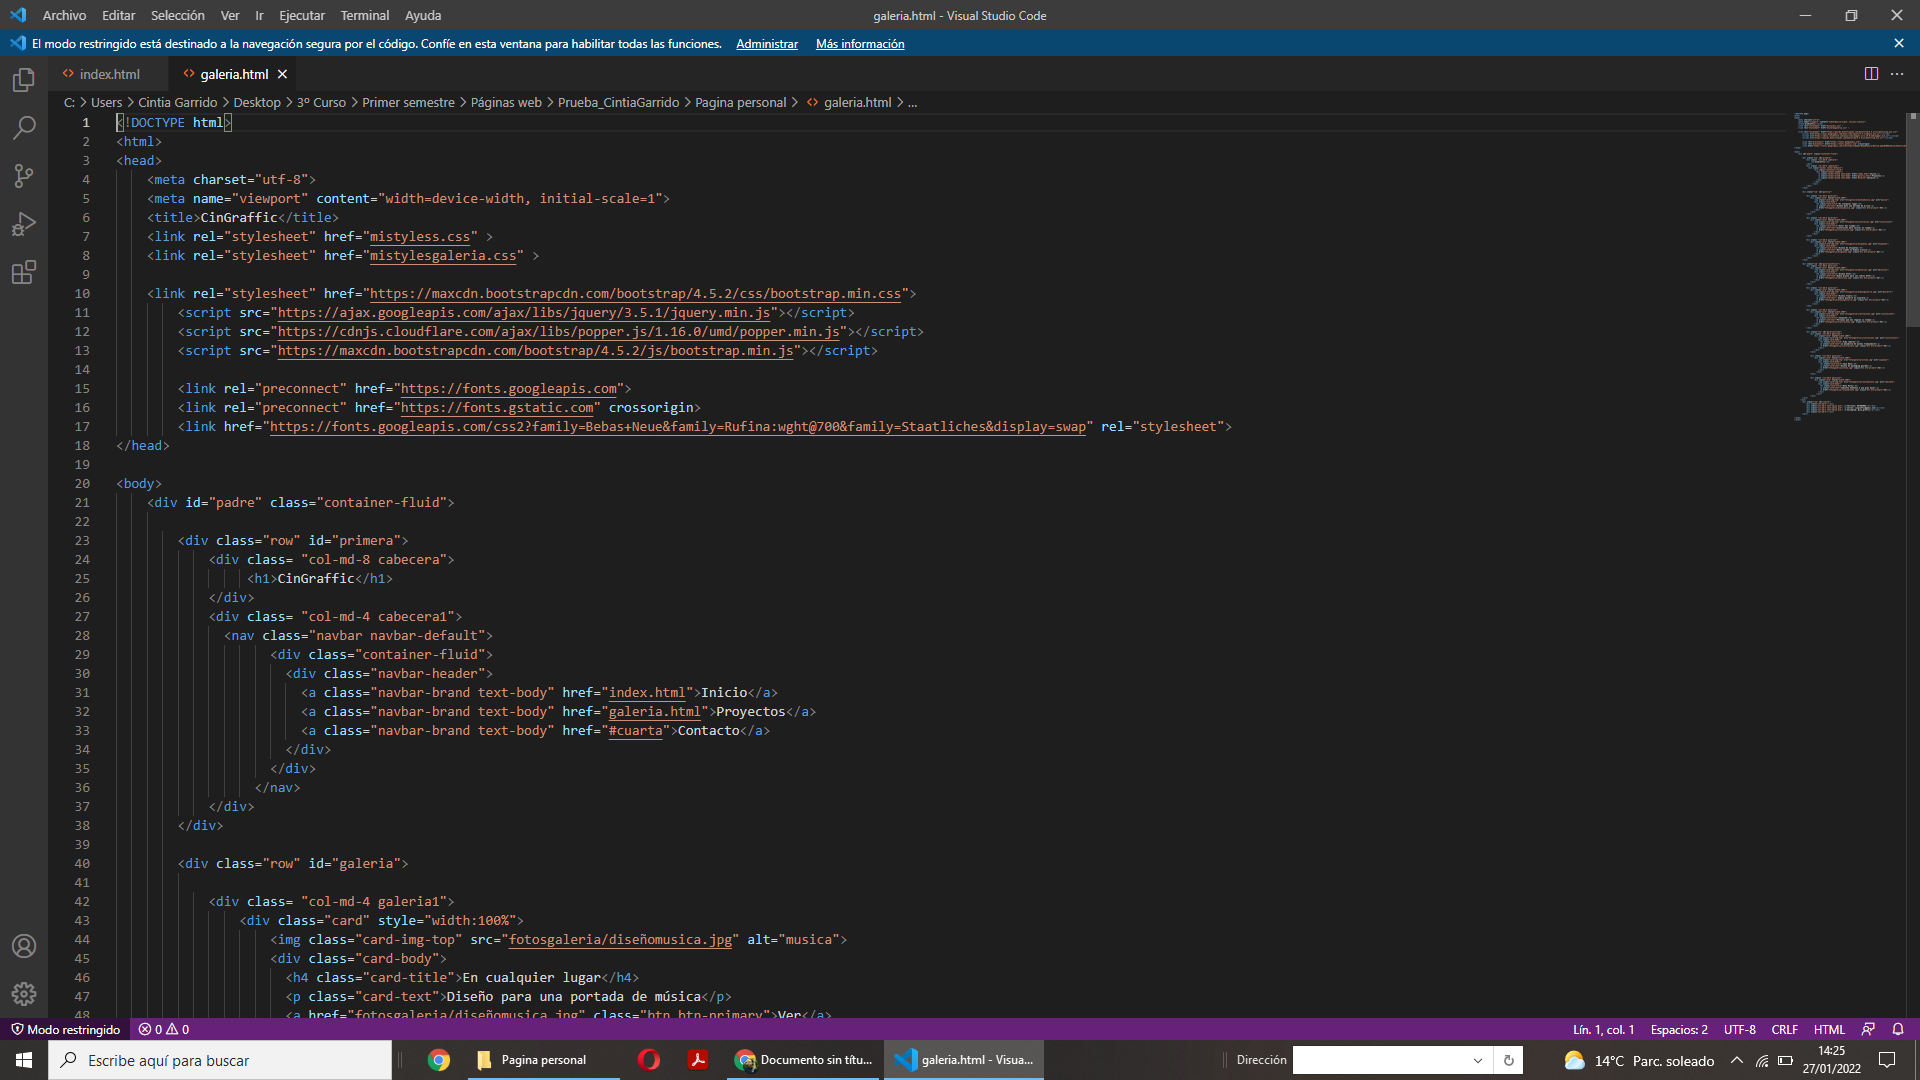 Archivo Editar Selección Ver Ir Ejecutar Terminal Ayuda
galeria.html - Visual Studio Code
El modo restringido está destinado a la navegación segura por el código. Confíe en esta ventana para habilitar todas las funciones. Administrar Más información
index.html galeria.html
C: > Users > Cintia Garrido > Desktop > 3º Curso > Primer semestre > Páginas web > Prueba_CintiaGarrido > Pagina personal > galeria.html > ...
1 <!DOCTYPE html>
2 <html>
3 <head>
4 <meta charset="utf-8">
5 <meta name="viewport" content="width=device-width, initial-scale=1">
6 <title>CinGraffic</title>
7 <link rel="stylesheet" href="mistyless.css" >
8 <link rel="stylesheet" href="mistylesgaleria.css" >
9
10 <link rel="stylesheet" href="https://maxcdn.bootstrapcdn.com/bootstrap/4.5.2/css/bootstrap.min.css">
11 <script src="https://ajax.googleapis.com/ajax/libs/jquery/3.5.1/jquery.min.js"></script>
12 <script src="https://cdnjs.cloudflare.com/ajax/libs/popper.js/1.16.0/umd/popper.min.js"></script>
13 <script src="https://maxcdn.bootstrapcdn.com/bootstrap/4.5.2/js/bootstrap.min.js"></script>
14
15 <link rel="preconnect" href="https://fonts.googleapis.com">
16 <link rel="preconnect" href="https://fonts.gstatic.com" crossorigin>
17 <link href="https://fonts.googleapis.com/css2?family=Bebas+Neue&family=Rufina:wght@700&family=Staatliches&display=swap" rel="stylesheet">
18 </head>
19
20 <body>
21 <div id="padre" class="container-fluid">
22
23 <div class="row" id="primera">
24 <div class= "col-md-8 cabecera">
25 <h1>CinGraffic</h1>
26 </div>
27 <div class= "col-md-4 cabecera1">
28 <nav class="navbar navbar-default">
29 <div class="container-fluid">
30 <div class="navbar-header">
31 <a class="navbar-brand text-body" href="index.html">Inicio</a>
32 <a class="navbar-brand text-body" href="galeria.html">Proyectos</a>
33 <a class="navbar-brand text-body" href="#cuarta">Contacto</a>
34 </div>
35 </div>
36 </nav>
37 </div>
38 </div>
39
40 <div class="row" id="galeria">
41
42 <div class= "col-md-4 galeria1">
43 <div class="card" style="width:100%">
44 <img class="card-img-top" src="fotosgaleria/diseñomusica.jpg" alt="musica">
45 <div class="card-body">
46 <h4 class="card-title">En cualquier lugar</h4>
47 <p class="card-text">Diseño para una portada de música</p>
48 <a href="fotosgaleria/diseñomusica.jpg" class="btn btn-primary">Ver</a>
Modo restringido 0 0 Lín. 1, col. 1 Espacios: 2 UTF-8 CRLF HTML
Escribe aquí para buscar Pagina personal Documento sin títu... galeria.html - Visua... Dirección 14°C Parc. soleado 14:25
27/01/2022